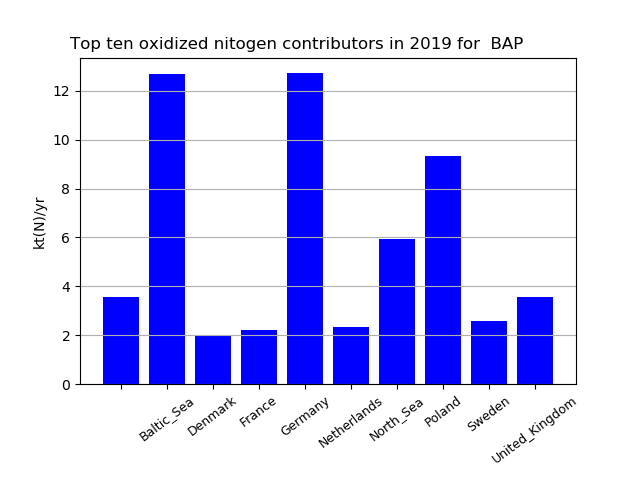 Top ten oxidized nitogen contributors in 2019 for  BAP
kt(N)/yr
12
10
8
6
4
2
0
Baltic_Sea
Denmark
France
Germany
Netherlands
North_Sea
Poland
Sweden
United_Kingdom